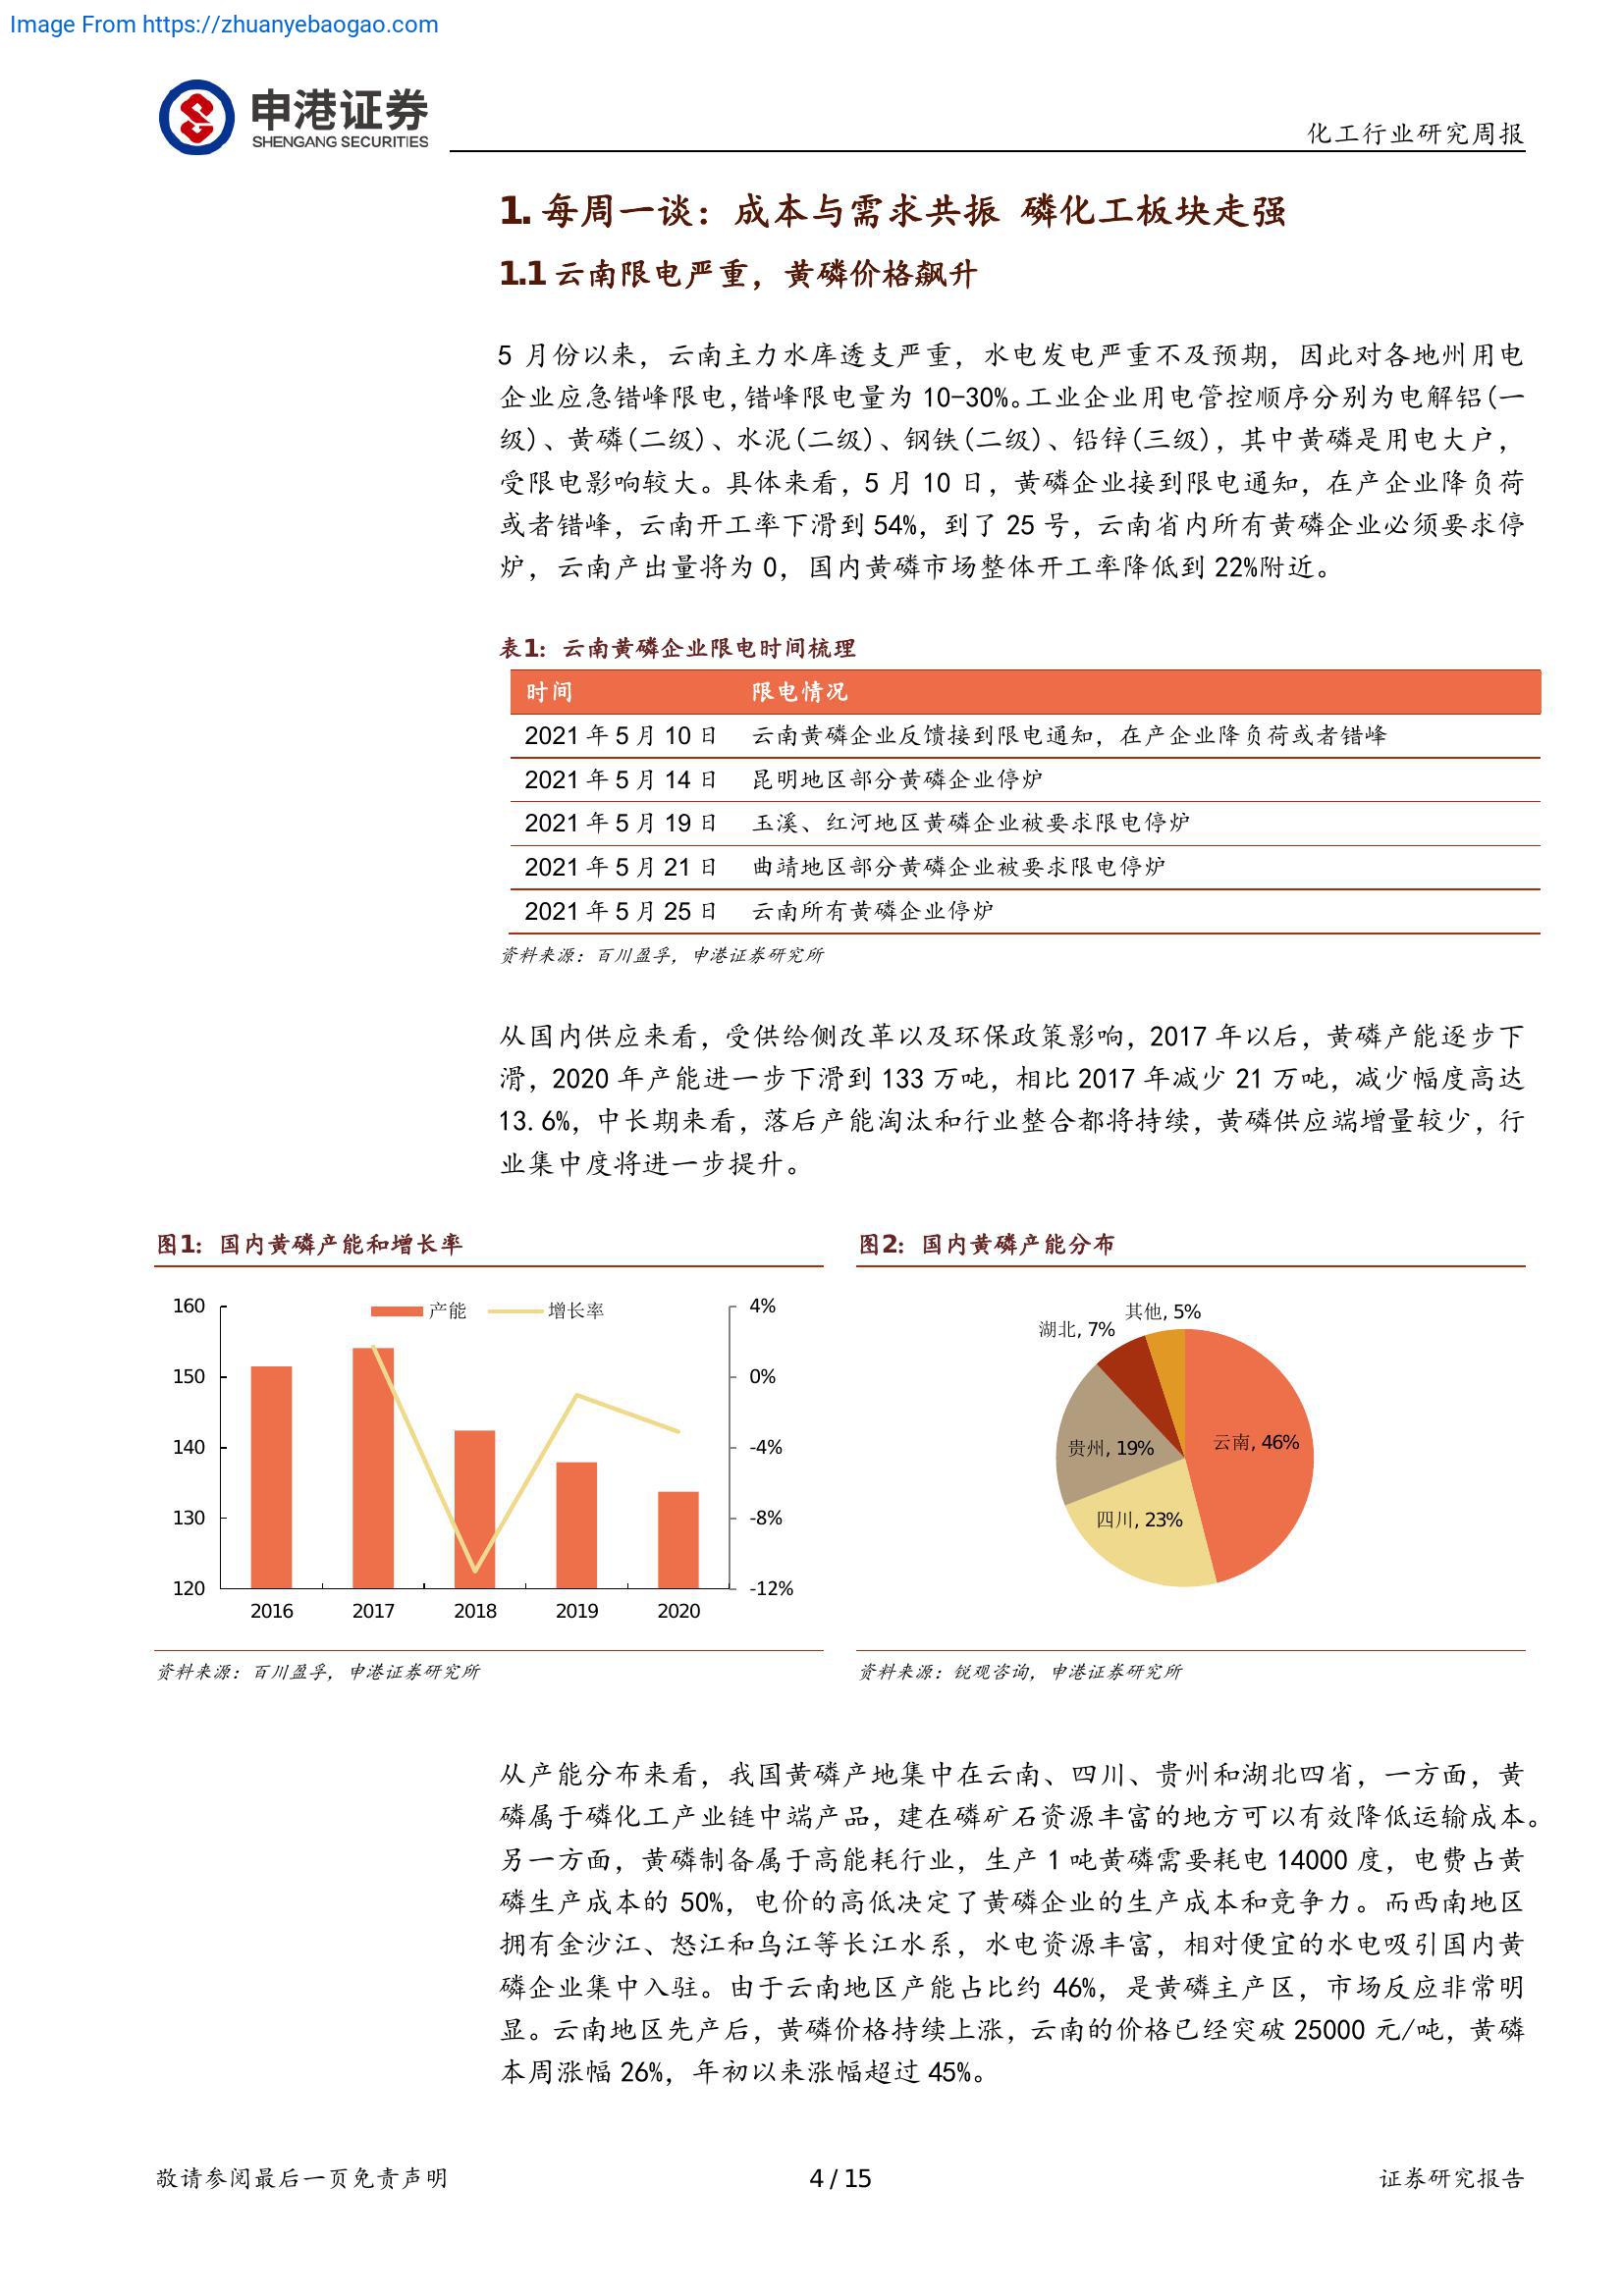 Image From https://zhuanyebaogao.com
申港证券
SHENGANG SECURITIES
化工行业研究周报
1. 每周一谈：成本与需求共振 磷化工板块走强
1.1 云南限电严重，黄磷价格飙升
5 月份以来，云南主力水库透支严重，水电发电严重不及预期，因此对各地州用电
企业应急错峰限电，错峰限电量为 10-30%。工业企业用电管控顺序分别为电解铝(一
级)、黄磷(二级)、水泥(二级)、钢铁(二级)、铅锌(三级)，其中黄磷是用电大户，
受限电影响较大。具体来看，5 月 10 日，黄磷企业接到限电通知，在产企业降负荷
或者错峰，云南开工率下滑到 54%，到了 25 号，云南省内所有黄磷企业必须要求停
炉，云南产出量将为 0，国内黄磷市场整体开工率降低到 22%附近。
表1：云南黄磷企业限电时间梳理
时间 限电情况
2021 年 5 月 10 日 云南黄磷企业反馈接到限电通知，在产企业降负荷或者错峰
2021 年 5 月 14 日 昆明地区部分黄磷企业停炉
2021 年 5 月 19 日 玉溪、红河地区黄磷企业被要求限电停炉
2021 年 5 月 21 日 曲靖地区部分黄磷企业被要求限电停炉
2021 年 5 月 25 日 云南所有黄磷企业停炉
资料来源：百川盈孚，申港证券研究所
从国内供应来看，受供给侧改革以及环保政策影响，2017 年以后，黄磷产能逐步下
滑，2020 年产能进一步下滑到 133 万吨，相比 2017 年减少 21 万吨，减少幅度高达
13.6%，中长期来看，落后产能淘汰和行业整合都将持续，黄磷供应端增量较少，行
业集中度将进一步提升。
图1：国内黄磷产能和增长率
产能 增长率
160
150
140
130
120
4%
0%
-4%
-8%
-12%
2016 2017 2018 2019 2020
资料来源：百川盈孚，申港证券研究所
图2：国内黄磷产能分布
其他, 5%
湖北, 7%
云南, 46%
贵州, 19%
四川, 23%
资料来源：锐观咨询，申港证券研究所
从产能分布来看，我国黄磷产地集中在云南、四川、贵州和湖北四省，一方面，黄
磷属于磷化工产业链中端产品，建在磷矿石资源丰富的地方可以有效降低运输成本。
另一方面，黄磷制备属于高能耗行业，生产 1 吨黄磷需要耗电 14000 度，电费占黄
磷生产成本的 50%，电价的高低决定了黄磷企业的生产成本和竞争力。而西南地区
拥有金沙江、怒江和乌江等长江水系，水电资源丰富，相对便宜的水电吸引国内黄
磷企业集中入驻。由于云南地区产能占比约 46%，是黄磷主产区，市场反应非常明
显。云南地区先产后，黄磷价格持续上涨，云南的价格已经突破 25000 元/吨，黄磷
本周涨幅 26%，年初以来涨幅超过 45%。
敬请参阅最后一页免责声明
4 / 15
证券研究报告